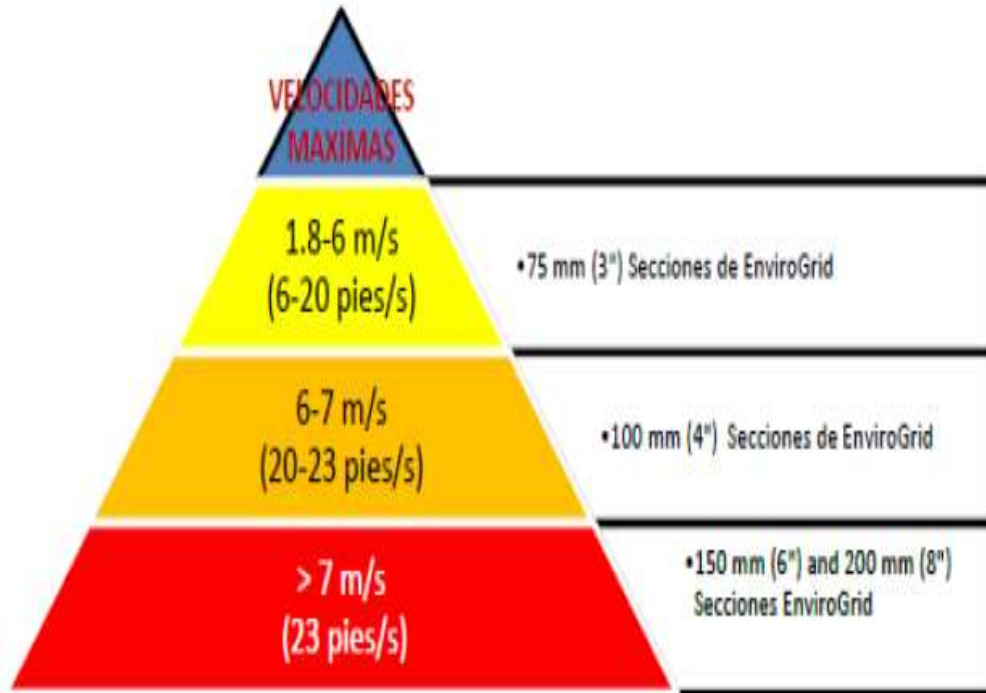 VELOCIDADES
MAXIMAS
1.8-6 m/s
(6-20 pies/s)
•75 mm (3") Secciones de EnviroGrid
6-7 m/s
(20-23 pies/s)
•100 mm (4") Secciones de EnviroGrid
> 7 m/s
(23 pies/s)
•150 mm (6") and 200 mm (8")
Secciones EnviroGrid